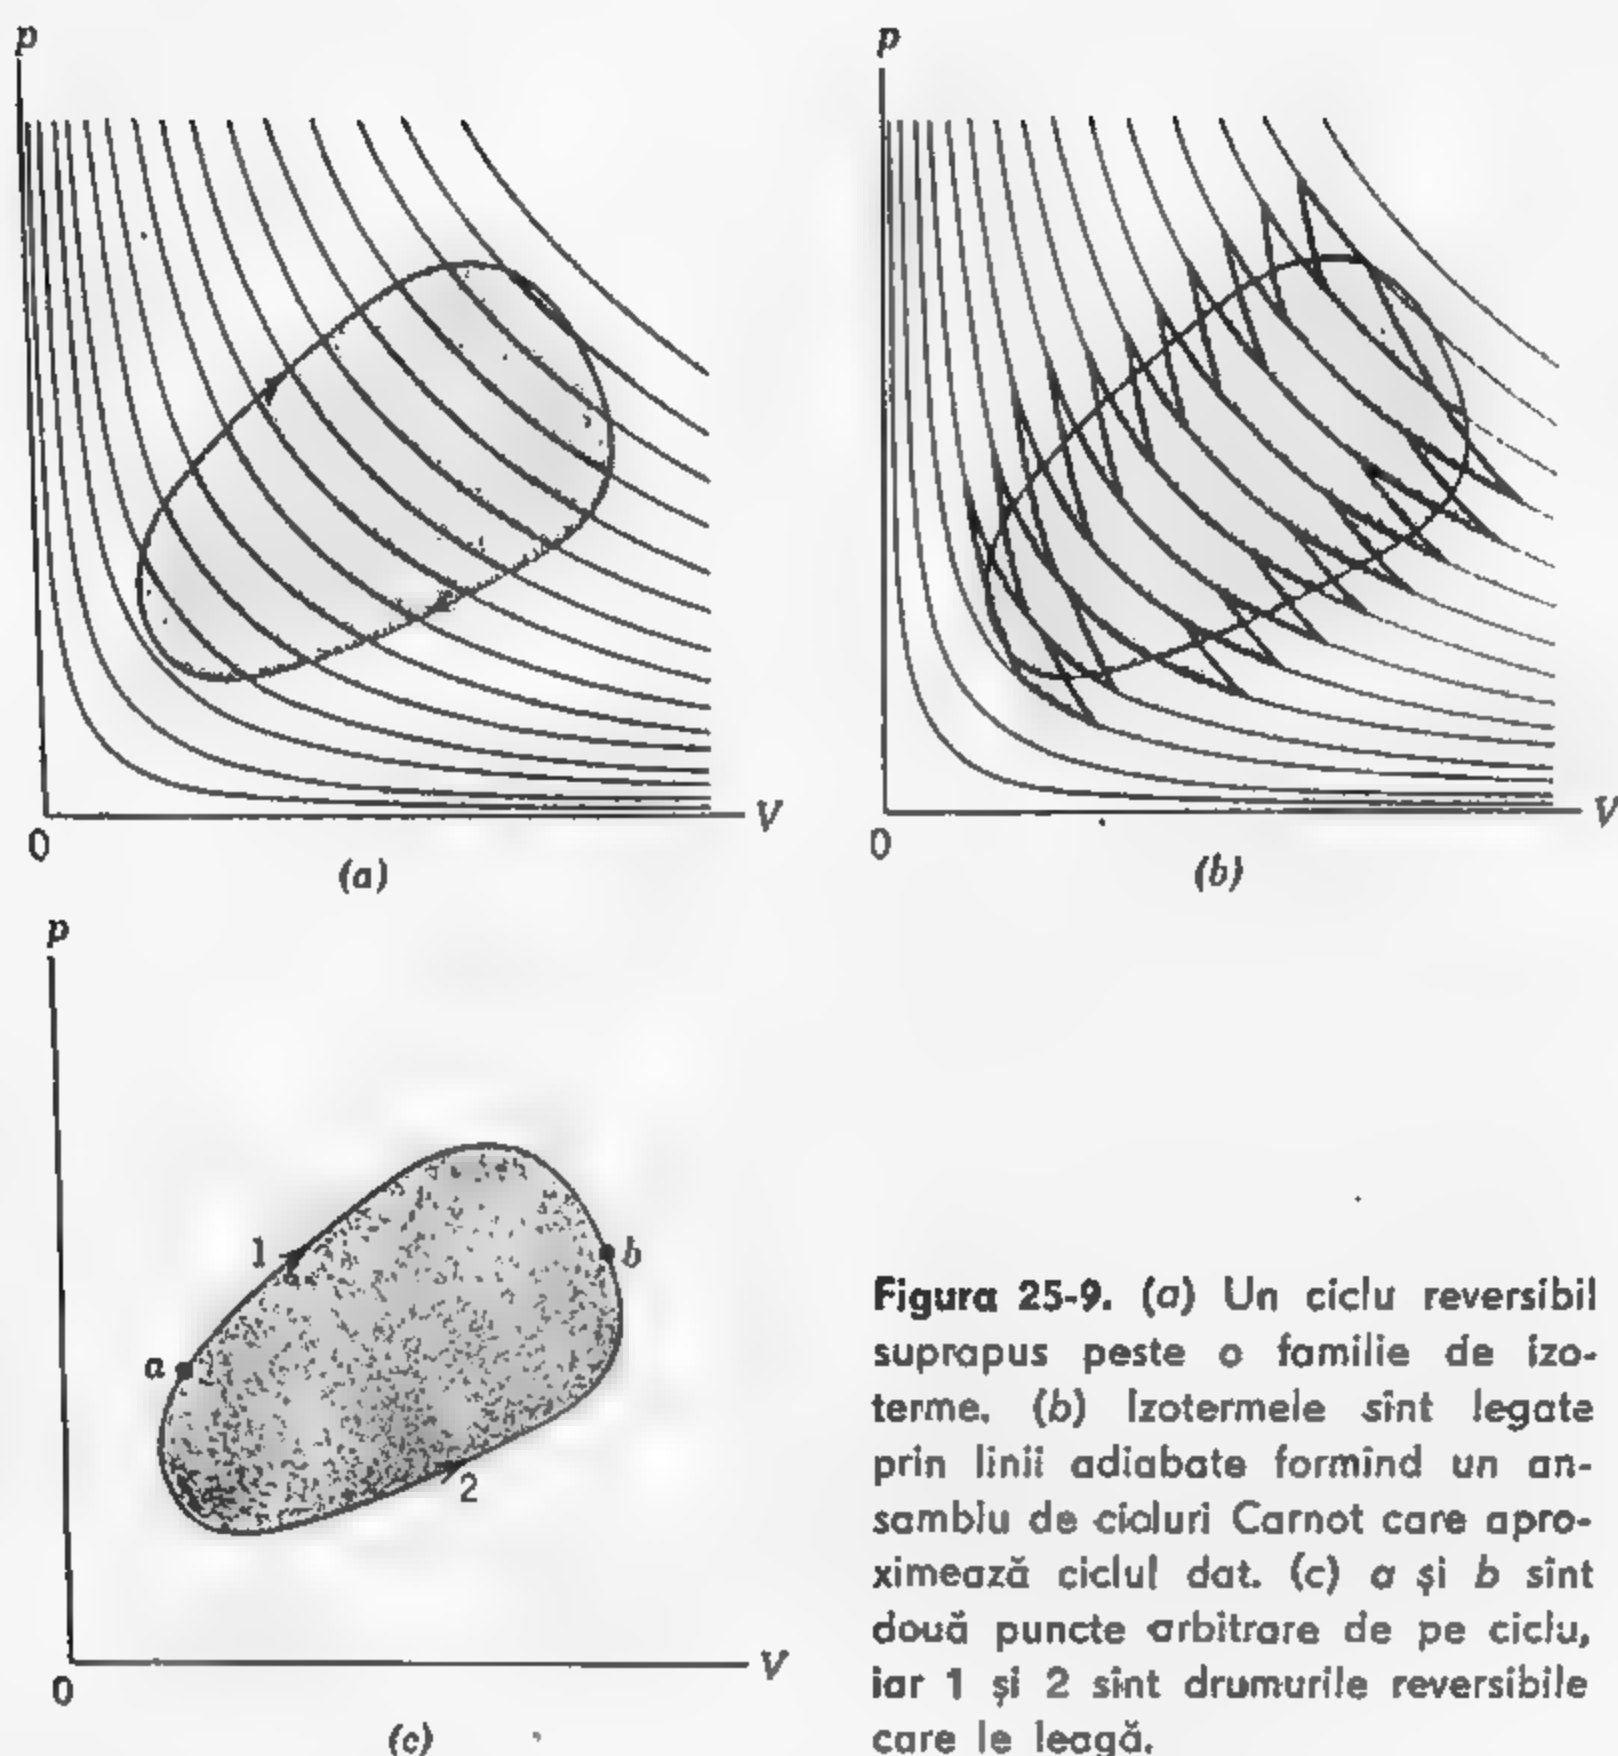 p
p
0
V
0
V
(a)
(b)
p
1
b
a
2
0
V
(c)
Figura 25-9. (a) Un ciclu reversibil
suprapus peste o familie de izo-
terme. (b) Izotermele sînt legate
prin linii adiabate formînd un an-
samblu de cicluri Carnot care apro-
ximează ciclul dat. (c) a și b sînt
două puncte arbitrare de pe ciclu,
iar 1 și 2 sînt drumurile reversibile
care le leagă.